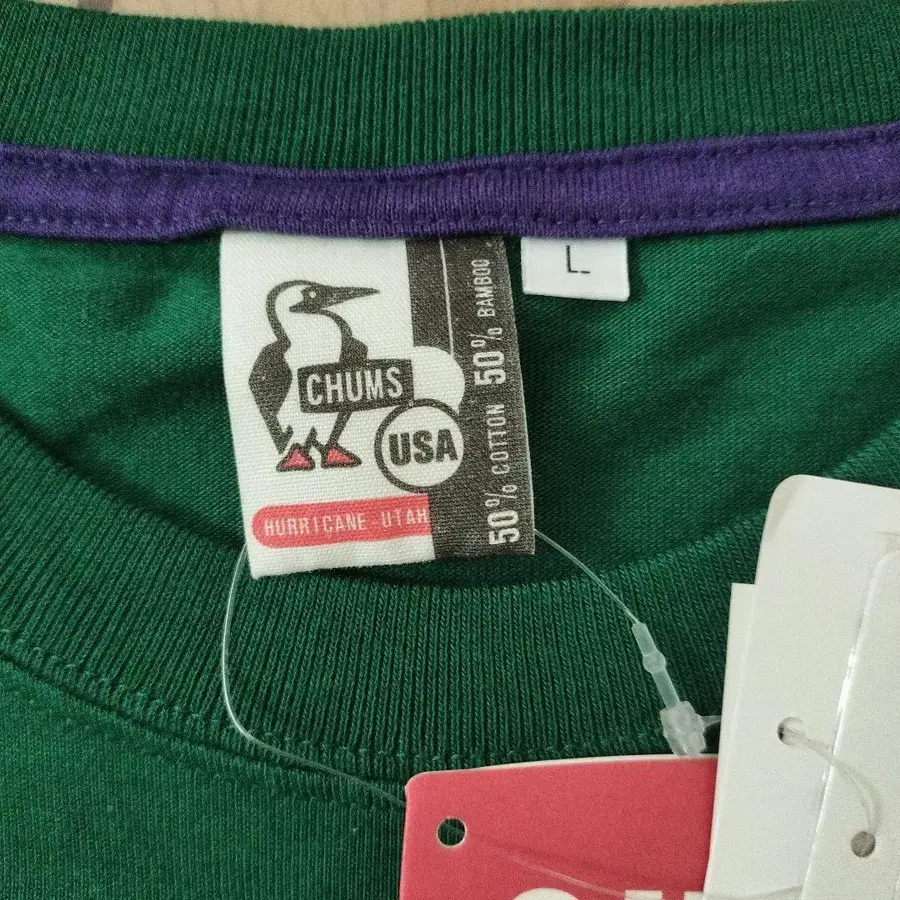 CHUMS
USA
HURRICANE - UTAH
50% COTTON 50% BAMBOO
L